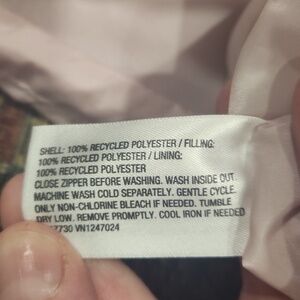 SHELL: 100% RECYCLED POLYESTER / FILLING:
100% RECYCLED POLYESTER / LINING:
100% RECYCLED POLYESTER
CLOSE ZIPPER BEFORE WASHING. WASH INSIDE OUT.
MACHINE WASH COLD SEPARATELY. GENTLE CYCLE.
ONLY NON-CHLORINE BLEACH IF NEEDED. TUMBLE
DRY LOW. REMOVE PROMPTLY. COOL IRON IF NEEDED
VN1247024